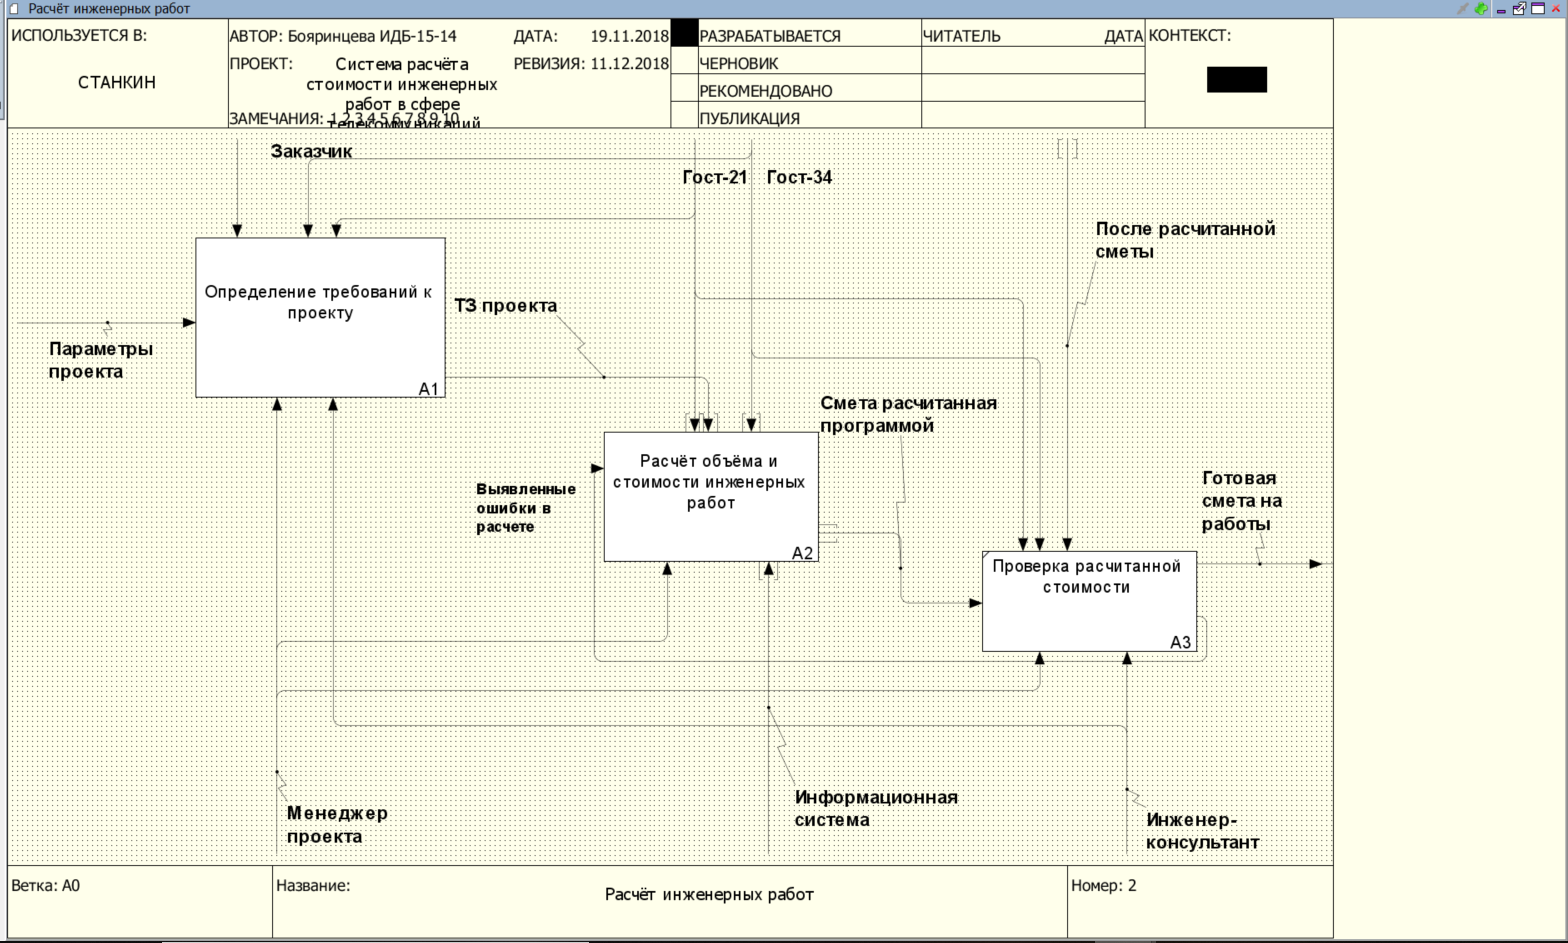 Расчёт инженерных работ
ИСПОЛЬЗУЕТСЯ В:
СТАНКИН
АВТОР: Бояринцева ИДБ-15-14
ДАТА: 19.11.2018
ПРОЕКТ:
Система расчёта
стоимости инженерных
работ в сфере
телекоммуникаций
РЕВИЗИЯ: 11.12.2018
ЗАМЕЧАНИЯ: 1 2 3 4 5 6 7 8 9 10
РАЗРАБАТЫВАЕТСЯ
ЧЕРНОВИК
РЕКОМЕНДОВАНО
ПУБЛИКАЦИЯ
ЧИТАТЕЛЬ
ДАТА
КОНТЕКСТ:
Заказчик
Гост-21
Гост-34
После расчитанной
сметы
Определение требований к
проекту
A1
ТЗ проекта
Параметры
проекта
Смета расчитанная
программой
Расчёт объёма и
стоимости инженерных
работ
A2
Выявленные
ошибки в
расчете
Готовая
смета на
работы
Проверка расчитанной
стоимости
A3
Менеджер
проекта
Информационная
система
Инженер-
консультант
Ветка: A0
Название:
Расчёт инженерных работ
Номер: 2